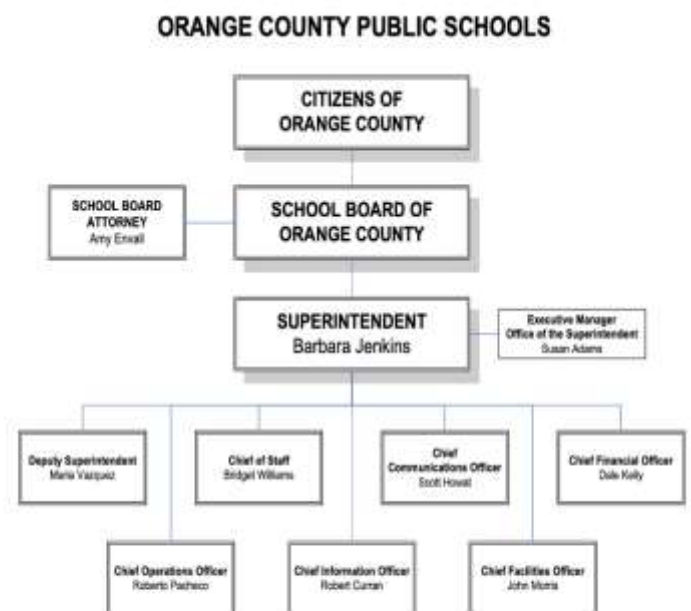 ORANGE COUNTY PUBLIC SCHOOLS
CITIZENS OF
ORANGE COUNTY
SCHOOL BOARD
ATTORNEY
Amy Envall
SCHOOL BOARD OF
ORANGE COUNTY
SUPERINTENDENT
Barbara Jenkins
Executive Manager
Office of the Superintendent
Susan Adams
Deputy Superintendent
Maria Vazquez
Chief of Staff
Bridget Williams
Chief
Communications Officer
Scott Howat
Chief Financial Officer
Dale Kelly
Chief Operations Officer
Roberto Pacheco
Chief Information Officer
Robert Curran
Chief Facilities Officer
John Morris